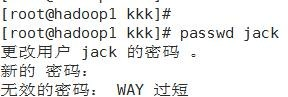 [root@hadoop1 kkk]#
[root@hadoop1 kkk]# passwd jack
更改用户 jack 的密码 。
新的 密码：
无效的密码： WAY 过短